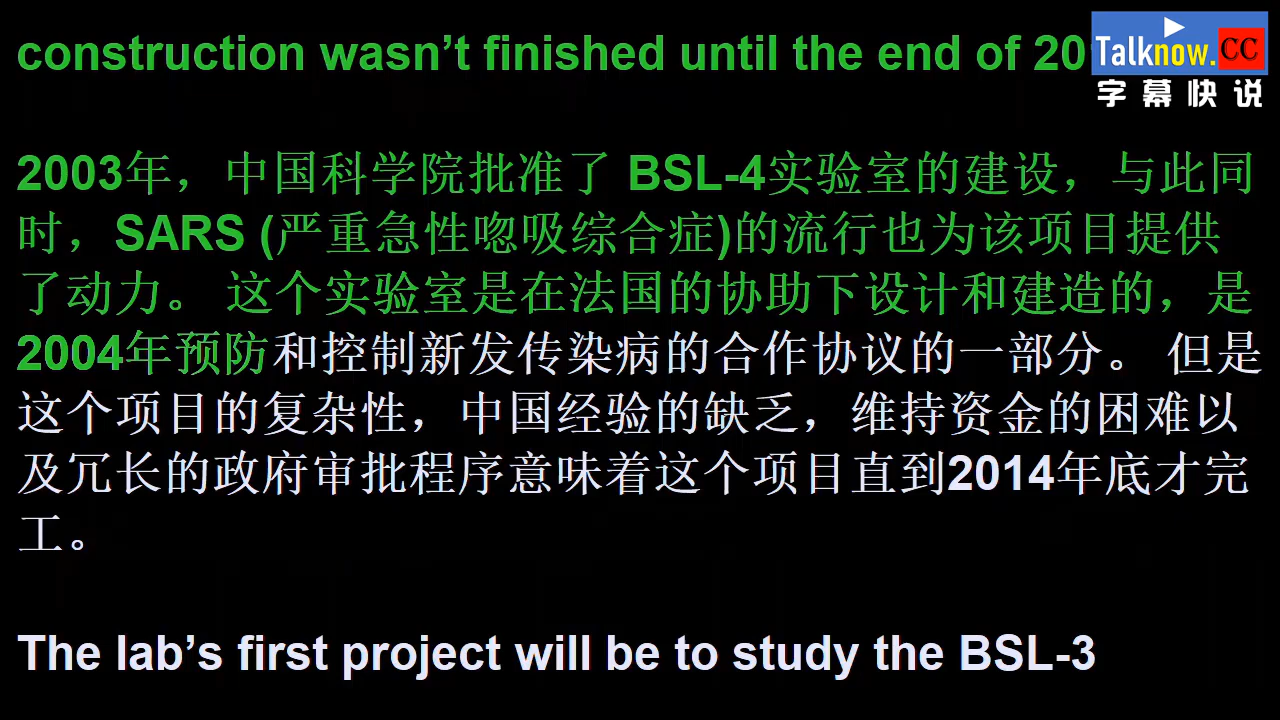 construction wasn’t finished until the end of 20
Talknow.CC
字幕快说
2003年，中国科学院批准了 BSL-4实验室的建设，与此同
时，SARS (严重急性唿吸综合症)的流行也为该项目提供
了动力。 这个实验室是在法国的协助下设计和建造的，是
2004年预防和控制新发传染病的合作协议的一部分。 但是
这个项目的复杂性，中国经验的缺乏，维持资金的困难以
及冗长的政府审批程序意味着这个项目直到2014年底才完
工。
The lab’s first project will be to study the BSL-3